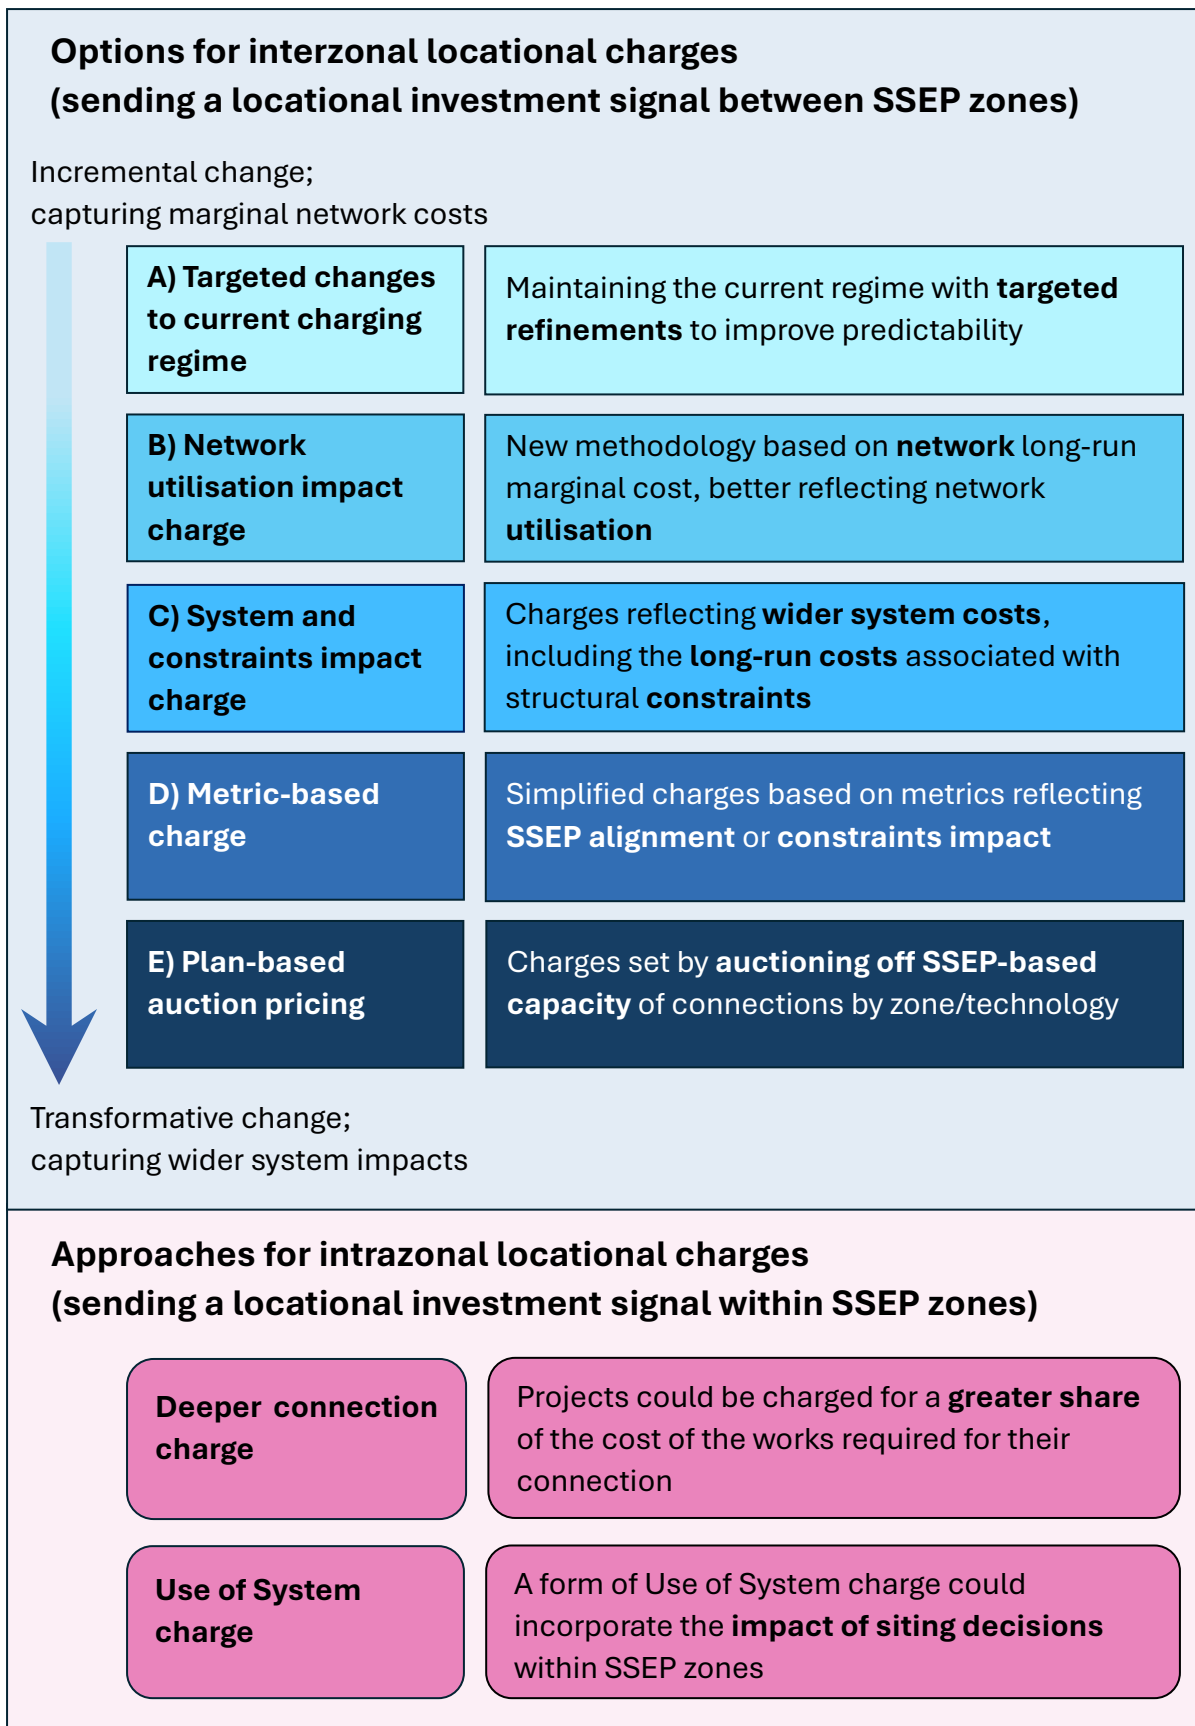 Options for interzonal locational charges
(sending a locational investment signal between SSEP zones)
Incremental change;
capturing marginal network costs
A) Targeted changes
to current charging
regime
Maintaining the current regime with targeted
refinements to improve predictability
B) Network
utilisation impact
charge
New methodology based on network long-run
marginal cost, better reflecting network
utilisation
C) System and
constraints impact
charge
Charges reflecting wider system costs,
including the long-run costs associated with
structural constraints
D) Metric-based
charge
Simplified charges based on metrics reflecting
SSEP alignment or constraints impact
E) Plan-based
auction pricing
Charges set by auctioning off SSEP-based
capacity of connections by zone/technology
Transformative change;
capturing wider system impacts
Approaches for intrazonal locational charges
(sending a locational investment signal within SSEP zones)
Deeper connection
charge
Projects could be charged for a greater share
of the cost of the works required for their
connection
Use of System
charge
A form of Use of System charge could
incorporate the impact of siting decisions
within SSEP zones